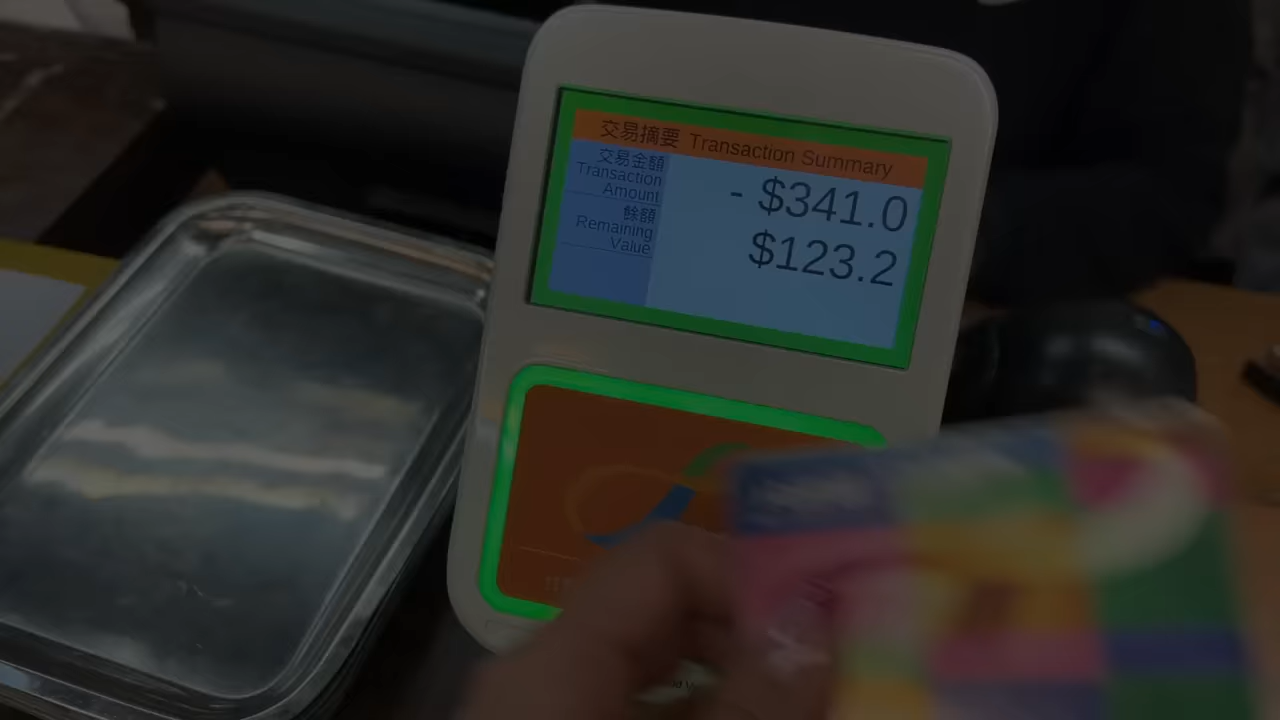 交易摘要 Transaction Summary
交易金額
Transaction
Amount
- $341.0
餘額
Remaining
Value
$123.2